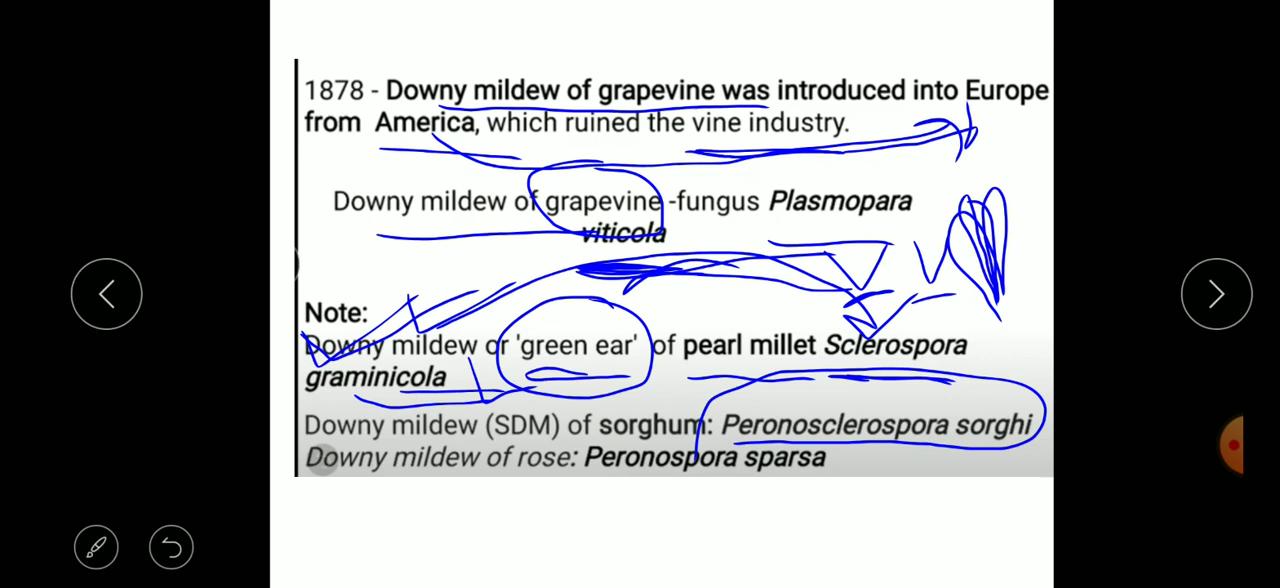 1878 - Downy mildew of grapevine was introduced into Europe
from America, which ruined the vine industry.
Downy mildew of grapevine -fungus Plasmopara
viticola
Note:
Downy mildew or 'green ear' of pearl millet Sclerospora
graminicola
Downy mildew (SDM) of sorghum: Peronosclerospora sorghi
Downy mildew of rose: Peronospora sparsa